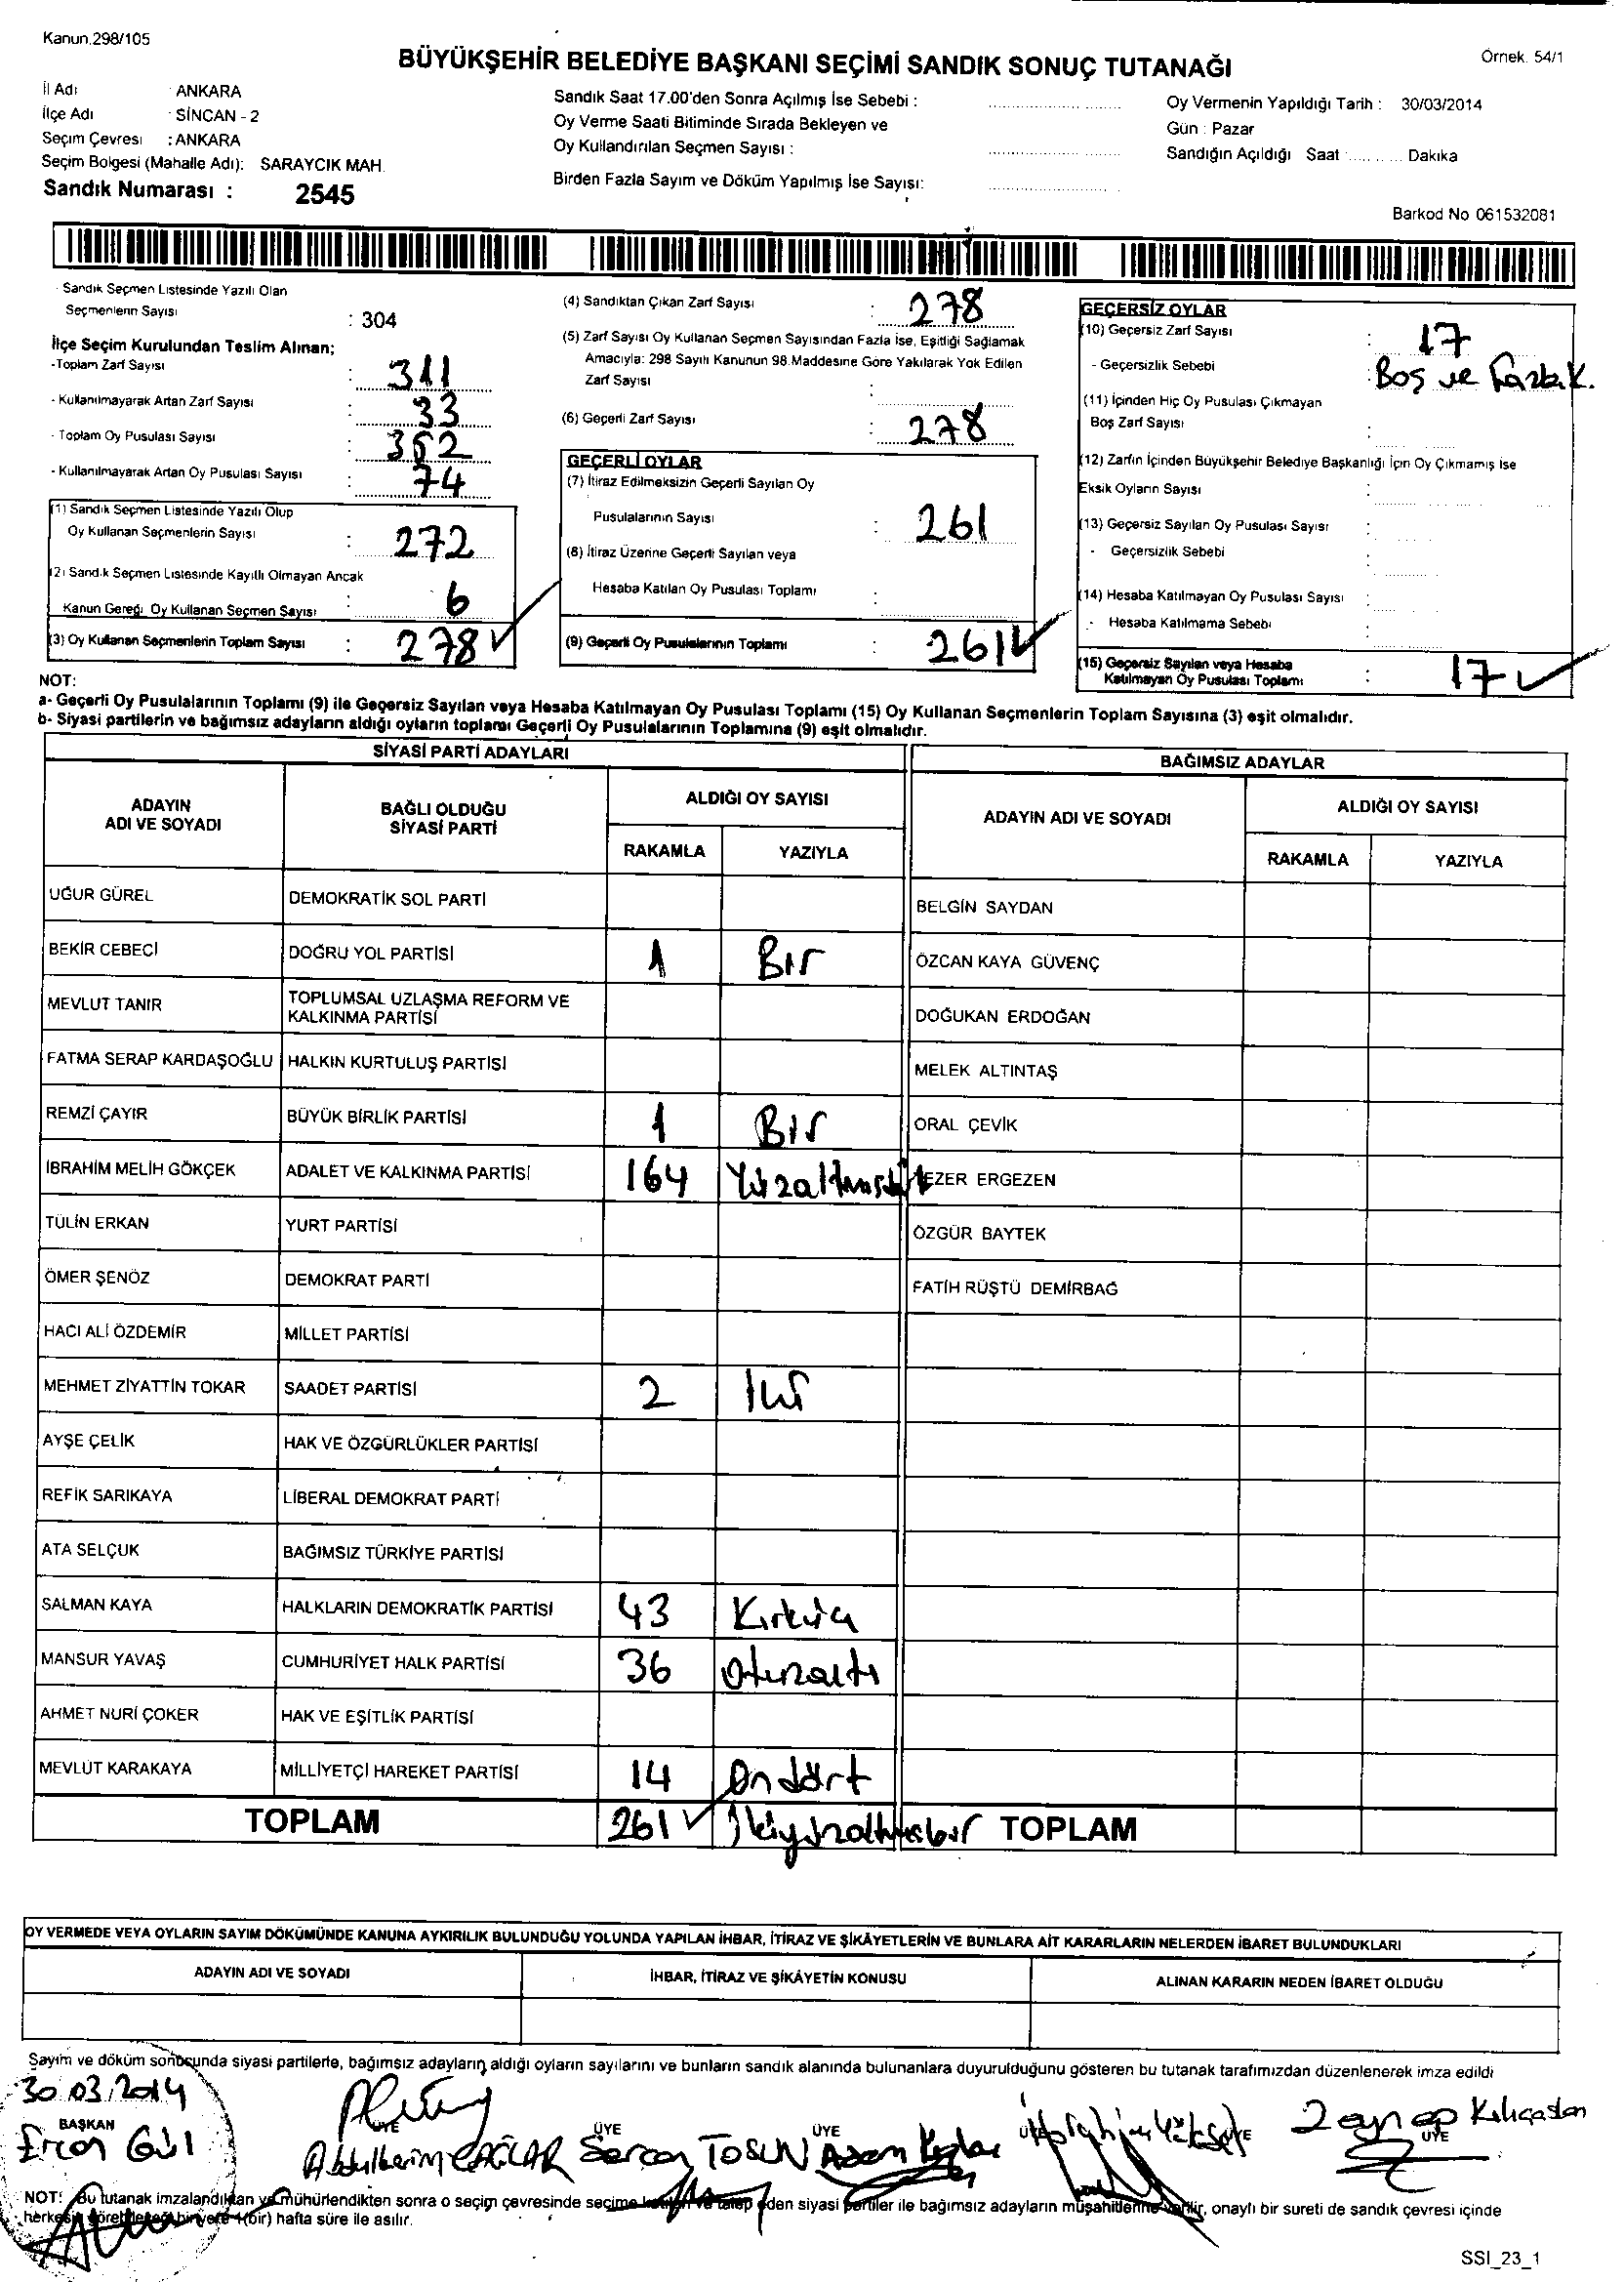 Kanun.298/105
Örnek. 54/1
BÜYÜKŞEHİR BELEDİYE BAŞKANI SEÇİMİ SANDIK SONUÇ TUTANAĞI
İl Adı : ANKARA
İlçe Adı : SİNCAN - 2
Seçim Çevresi : ANKARA
Seçim Bölgesi (Mahalle Adı): SARAYCIK MAH.
Sandık Numarası : 2545
Sandık Saat 17.00'den Sonra Açılmış İse Sebebi :
Oy Verme Saati Bitiminde Sırada Bekleyen ve
Oy Kullandırılan Seçmen Sayısı :
Birden Fazla Sayım ve Döküm Yapılmış İse Sayısı:
Oy Vermenin Yapıldığı Tarih : 30/03/2014
Gün : Pazar
Sandığın Açıldığı Saat ........... Dakika
Barkod No 061532081
- Sandık Seçmen Listesinde Yazılı Olan
Seçmenlerin Sayısı : 304
İlçe Seçim Kurulundan Teslim Alınan;
-Toplam Zarf Sayısı : 311
- Kullanılmayarak Artan Zarf Sayısı : 33
- Toplam Oy Pusulası Sayısı : 352
- Kullanılmayarak Artan Oy Pusulası Sayısı : 74
(1) Sandık Seçmen Listesinde Yazılı Olup
Oy Kullanan Seçmenlerin Sayısı : 272
(2) Sandık Seçmen Listesinde Kayıtlı Olmayan Ancak
Kanun Gereği Oy Kullanan Seçmen Sayısı : 6
(3) Oy Kullanan Seçmenlerin Toplam Sayısı : 278
(4) Sandıktan Çıkan Zarf Sayısı : 278
(5) Zarf Sayısı Oy Kullanan Seçmen Sayısından Fazla İse, Eşitliği Sağlamak
Amacıyla: 298 Sayılı Kanunun 98.Maddesine Göre Yakılarak Yok Edilen
Zarf Sayısı :
(6) Geçerli Zarf Sayısı : 278
GEÇERLİ OYLAR
(7) İtiraz Edilmeksizin Geçerli Sayılan Oy
Pusulalarının Sayısı : 261
(8) İtiraz Üzerine Geçerli Sayılan veya
Hesaba Katılan Oy Pusulası Toplamı :
(9) Geçerli Oy Pusulalarının Toplamı : 261
GEÇERSİZ OYLAR
(10) Geçersiz Zarf Sayısı : 17
- Geçersizlik Sebebi : Boş ve
(11) İçinden Hiç Oy Pusulası Çıkmayan
Boş Zarf Sayısı :
(12) Zarfın İçinden Büyükşehir Belediye Başkanlığı İçin Oy Çıkmamış İse
Eksik Oyların Sayısı :
(13) Geçersiz Sayılan Oy Pusulası Sayısı :
- Geçersizlik Sebebi :
(14) Hesaba Katılmayan Oy Pusulası Sayısı :
- Hesaba Katılmama Sebebi :
(15) Geçersiz Sayılan veya Hesaba
Katılmayan Oy Pusulası Toplamı : 17
NOT:
a- Geçerli Oy Pusulalarının Toplamı (9) ile Geçersiz Sayılan veya Hesaba Katılmayan Oy Pusulası Toplamı (15) Oy Kullanan Seçmenlerin Toplam Sayısına (3) eşit olmalıdır.
b- Siyasi partilerin ve bağımsız adayların aldığı oyların toplamı Geçerli Oy Pusulalarının Toplamına (9) eşit olmalıdır.
SİYASİ PARTİ ADAYLARI
ADAYIN ADI VE SOYADI
BAĞLI OLDUĞU SİYASİ PARTİ
ALDIĞI OY SAYISI
RAKAMLA YAZIYLA
UĞUR GÜREL DEMOKRATİK SOL PARTİ
BEKİR CEBECİ DOĞRU YOL PARTİSİ 1 Bir
MEVLUT TANIR TOPLUMSAL UZLAŞMA REFORM VE KALKINMA PARTİSİ
FATMA SERAP KARDAŞOĞLU HALKIN KURTULUŞ PARTİSİ
REMZİ ÇAYIR BÜYÜK BİRLİK PARTİSİ 1 Bir
İBRAHİM MELİH GÖKÇEK ADALET VE KALKINMA PARTİSİ 164 Yüzaltmışdört
TÜLİN ERKAN YURT PARTİSİ
ÖMER ŞENÖZ DEMOKRAT PARTİ
HACI ALİ ÖZDEMİR MİLLET PARTİSİ
MEHMET ZİYATTİN TOKAR SAADET PARTİSİ 2 İki
AYŞE ÇELİK HAK VE ÖZGÜRLÜKLER PARTİSİ
REFİK SARIKAYA LİBERAL DEMOKRAT PARTİ
ATA SELÇUK BAĞIMSIZ TÜRKİYE PARTİSİ
SALMAN KAYA HALKLARIN DEMOKRATİK PARTİSİ 43 Kırküç
MANSUR YAVAŞ CUMHURİYET HALK PARTİSİ 36 Otuzaltı
AHMET NURİ ÇOKER HAK VE EŞİTLİK PARTİSİ
MEVLÜT KARAKAYA MİLLİYETÇİ HAREKET PARTİSİ 14 Ondört
TOPLAM 261 İkiyüzaltmışbir
BAĞIMSIZ ADAYLAR
ADAYIN ADI VE SOYADI
ALDIĞI OY SAYISI
RAKAMLA YAZIYLA
BELGİN SAYDAN
ÖZCAN KAYA GÜVENÇ
DOĞUKAN ERDOĞAN
MELEK ALTINTAŞ
ORAL ÇEVİK
EZER ERGEZEN
ÖZGÜR BAYTEK
FATİH RÜŞTÜ DEMİRBAĞ
TOPLAM
OY VERMEDE VEYA OYLARIN SAYIM DÖKÜMÜNDE KANUNA AYKIRILIK BULUNDUĞU YOLUNDA YAPILAN İHBAR, İTİRAZ VE ŞİKÂYETLERİN VE BUNLARA AİT KARARLARIN NELERDEN İBARET BULUNDUKLARI
ADAYIN ADI VE SOYADI İHBAR, İTİRAZ VE ŞİKÂYETİN KONUSU ALINAN KARARIN NEDEN İBARET OLDUĞU
Sayım ve döküm sonucunda siyasi partilerle, bağımsız adayların aldığı oyların sayılarını ve bunların sandık alanında bulunanlara duyurulduğunu gösteren bu tutanak tarafımızdan düzenlenerek imza edildi
30.03.2014
BAŞKAN ÜYE ÜYE ÜYE ÜYE ÜYE
Ercan Gül Abdulkerim ÇAĞLAR Sercan TOSUN Adem Zeynep Kılıçaslan
NOT: Bu tutanak imzalandıktan ve mühürlendikten sonra o seçim çevresinde seçime katılan ve talep eden siyasi partiler ile bağımsız adayların müşahitlerine verilir, onaylı bir sureti de sandık çevresi içinde
herkesin görebileceği bir yere 1 (bir) hafta süre ile asılır.
SSI_23_1